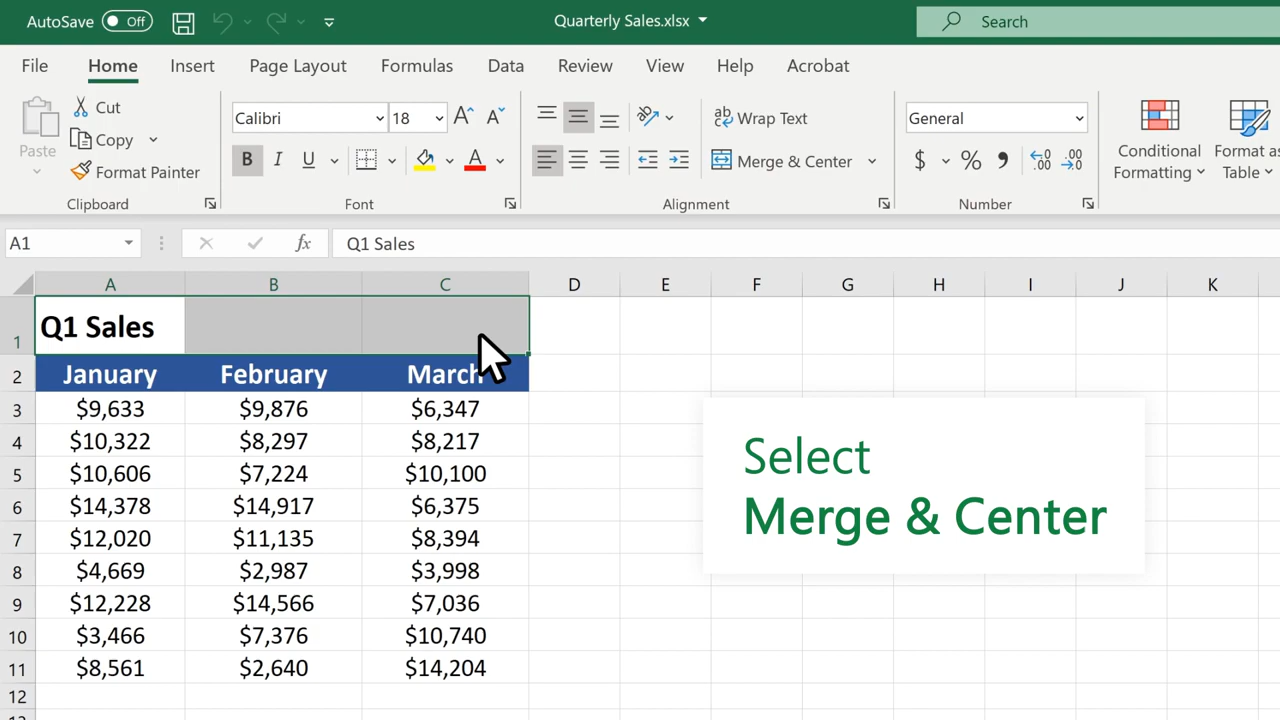 AutoSave Off Quarterly Sales.xlsx Search
File Home Insert Page Layout Formulas Data Review View Help Acrobat
Paste
Cut
Copy
Format Painter
Clipboard
Calibri 18 A A
B I U A
Font
ab Wrap Text
Merge & Center
Alignment
General
$ % , .00 .00
Number
Conditional
Formatting
Format as
Table
A1 fx Q1 Sales
A B C D E F G H I J K
1 Q1 Sales
2 January February March
3 $9,633 $9,876 $6,347
4 $10,322 $8,297 $8,217
5 $10,606 $7,224 $10,100
6 $14,378 $14,917 $6,375
7 $12,020 $11,135 $8,394
8 $4,669 $2,987 $3,998
9 $12,228 $14,566 $7,036
10 $3,466 $7,376 $10,740
11 $8,561 $2,640 $14,204
12
Select
Merge & Center